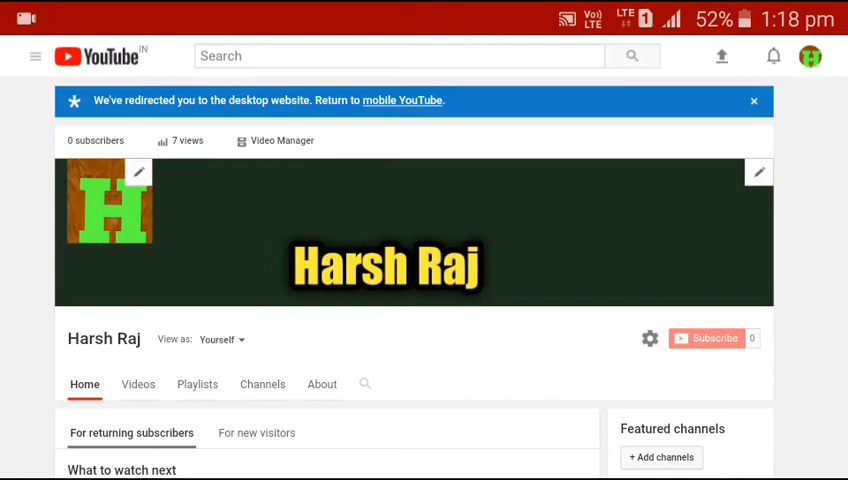 Vo) LTE LTE 1 52% 1:18 pm
YouTube IN Search
We've redirected you to the desktop website. Return to mobile YouTube. ×
0 subscribers 7 views Video Manager
H
Harsh Raj
Harsh Raj View as: Yourself Subscribe 0
Home Videos Playlists Channels About
For returning subscribers For new visitors Featured channels
+ Add channels
What to watch next